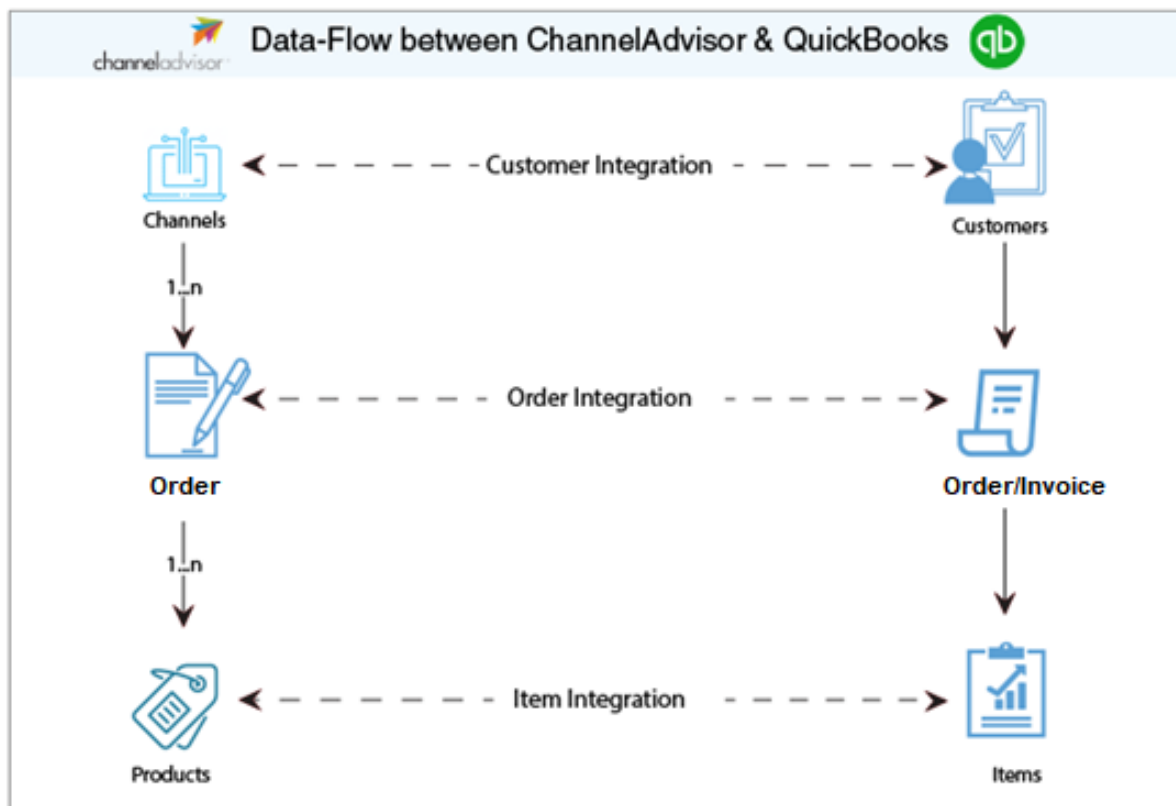 channeladvisor
Data-Flow between ChannelAdvisor & QuickBooks
qb
Customer Integration
Channels
Customers
1...n
Order Integration
Order
Order/Invoice
1...n
Item Integration
Products
Items